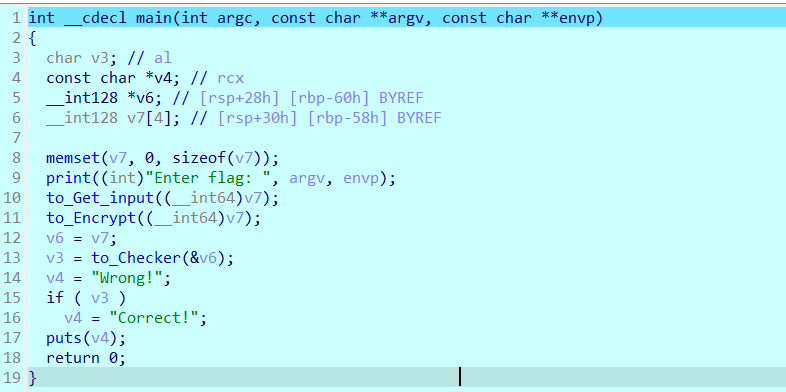 1 int __cdecl main(int argc, const char **argv, const char **envp)
2 {
3   char v3; // al
4   const char *v4; // rcx
5   __int128 *v6; // [rsp+28h] [rbp-60h] BYREF
6   __int128 v7[4]; // [rsp+30h] [rbp-58h] BYREF
7
8   memset(v7, 0, sizeof(v7));
9   print((int)"Enter flag: ", argv, envp);
10   to_Get_input((__int64)v7);
11   to_Encrypt((__int64)v7);
12   v6 = v7;
13   v3 = to_Checker(&v6);
14   v4 = "Wrong!";
15   if ( v3 )
16     v4 = "Correct!";
17   puts(v4);
18   return 0;
19 }